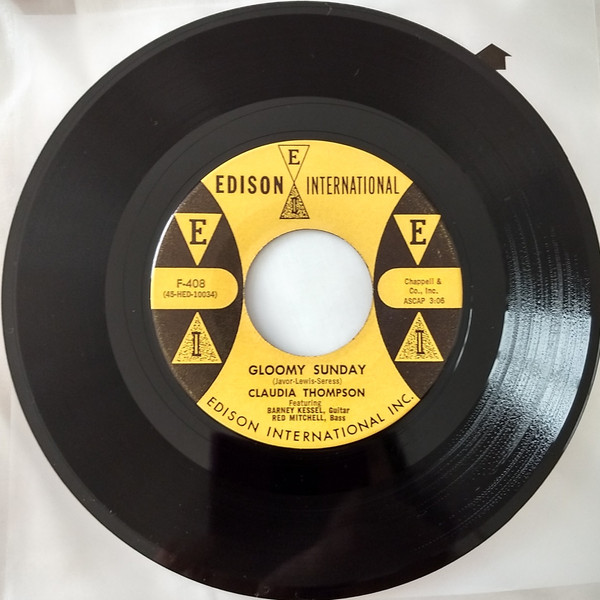 E
EDISON INTERNATIONAL
I
E
E
F-408
(45-HED-10034)
Chappell &
Co., Inc.
ASCAP 3:06
I
I
GLOOMY SUNDAY
(Javor-Lewis-Seress)
CLAUDIA THOMPSON
Featuring
BARNEY KESSEL, Guitar
RED MITCHELL, Bass
EDISON INTERNATIONAL INC.